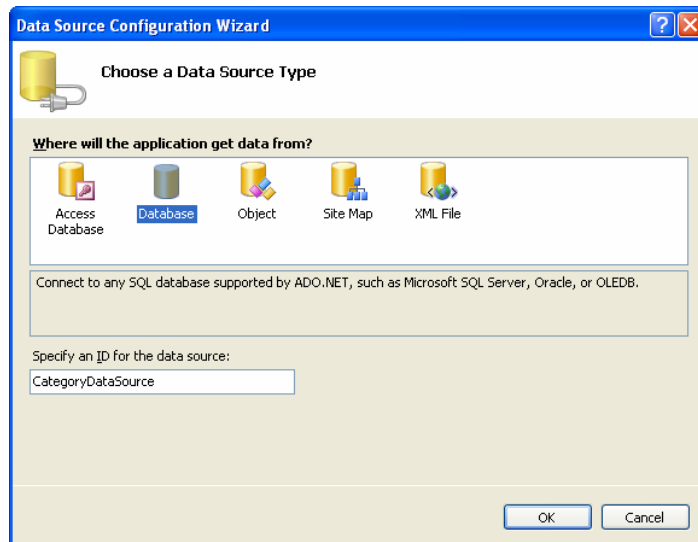 Data Source Configuration Wizard
Choose a Data Source Type
Where will the application get data from?
Access
Database
Database
Object
Site Map
XML File
Connect to any SQL database supported by ADO.NET, such as Microsoft SQL Server, Oracle, or OLEDB.
Specify an ID for the data source:
CategoryDataSource
OK
Cancel